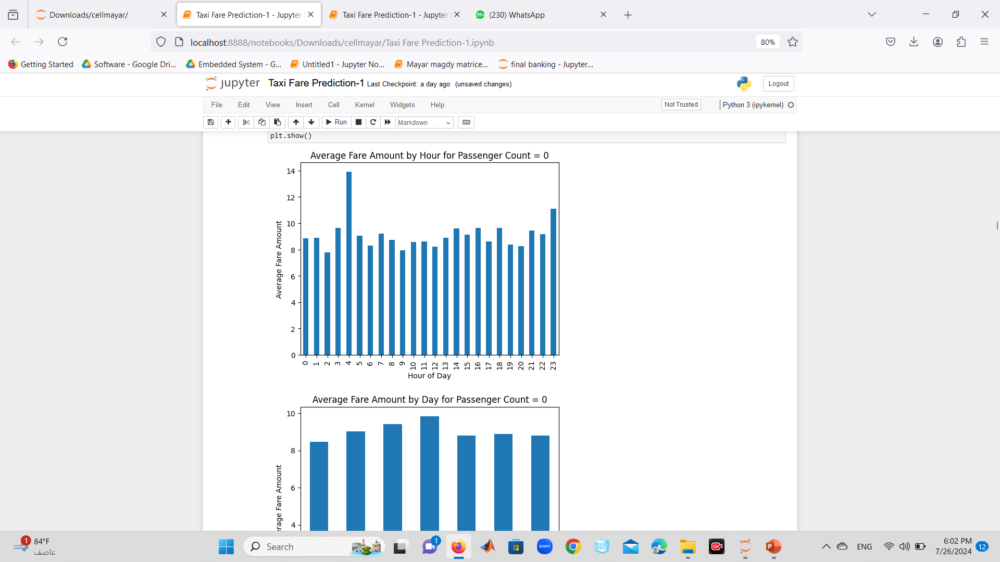 Downloads/cellmayar/
Taxi Fare Prediction-1 - Jupyter
Taxi Fare Prediction-1 - Jupyter
99+
(230) WhatsApp
localhost:8888/notebooks/Downloads/cellmayar/Taxi Fare Prediction-1.ipynb
80%
Getting Started
Software - Google Dri...
Embedded System - G...
Untitled1 - Jupyter No...
Mayar magdy matrice...
final banking - Jupyter...
jupyter
Taxi Fare Prediction-1
Last Checkpoint: a day ago
(unsaved changes)
Logout
File
Edit
View
Insert
Cell
Kernel
Widgets
Help
Not Trusted
Python 3 (ipykernel)
Run
Markdown
plt.show()
Average Fare Amount by Hour for Passenger Count = 0
14
12
10
8
6
4
2
0
Average Fare Amount
0
1
2
3
4
5
6
7
8
9
10
11
12
13
14
15
16
17
18
19
20
21
22
23
Hour of Day
Average Fare Amount by Day for Passenger Count = 0
10
8
6
4
erage Fare Amount
1
84°F
عاصف
Search
1
zoom
P
ENG
6:02 PM
7/26/2024
12